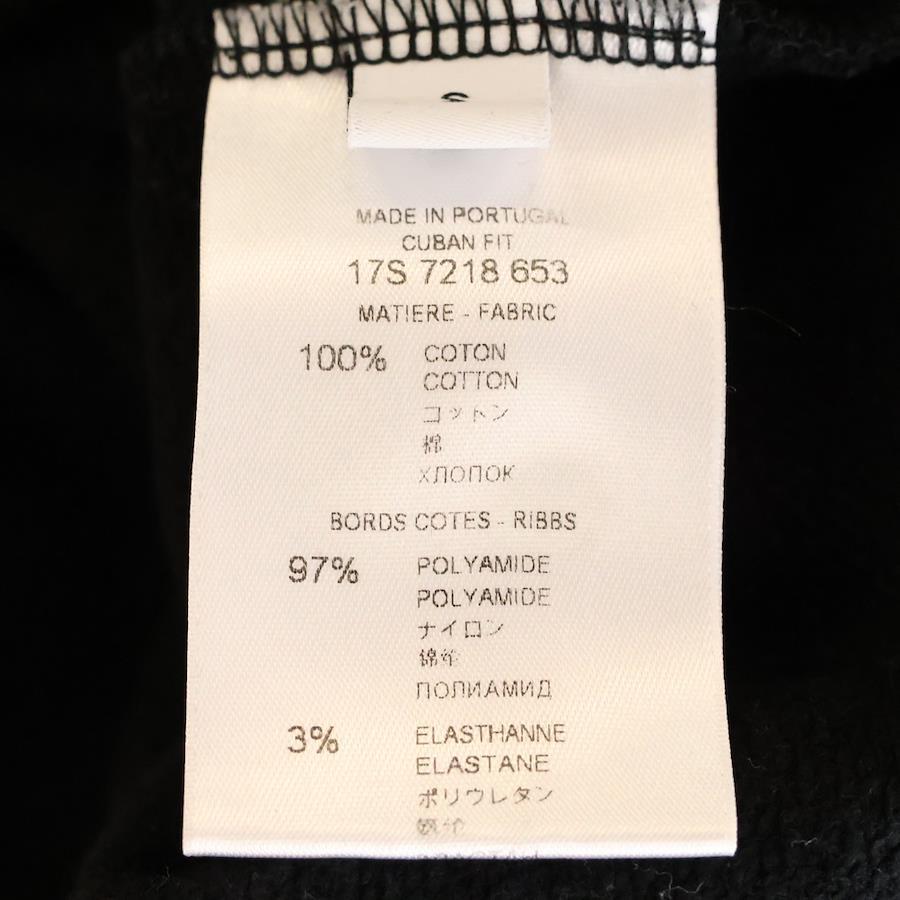 MADE IN PORTUGAL
CUBAN FIT
17S 7218 653
MATIERE - FABRIC
100% COTON
COTTON
コットン
棉
ХЛОПОК
BORDS COTES - RIBBS
97% POLYAMIDE
POLYAMIDE
ナイロン
锦纶
ПОЛИАМИД
3% ELASTHANNE
ELASTANE
ポリウレタン